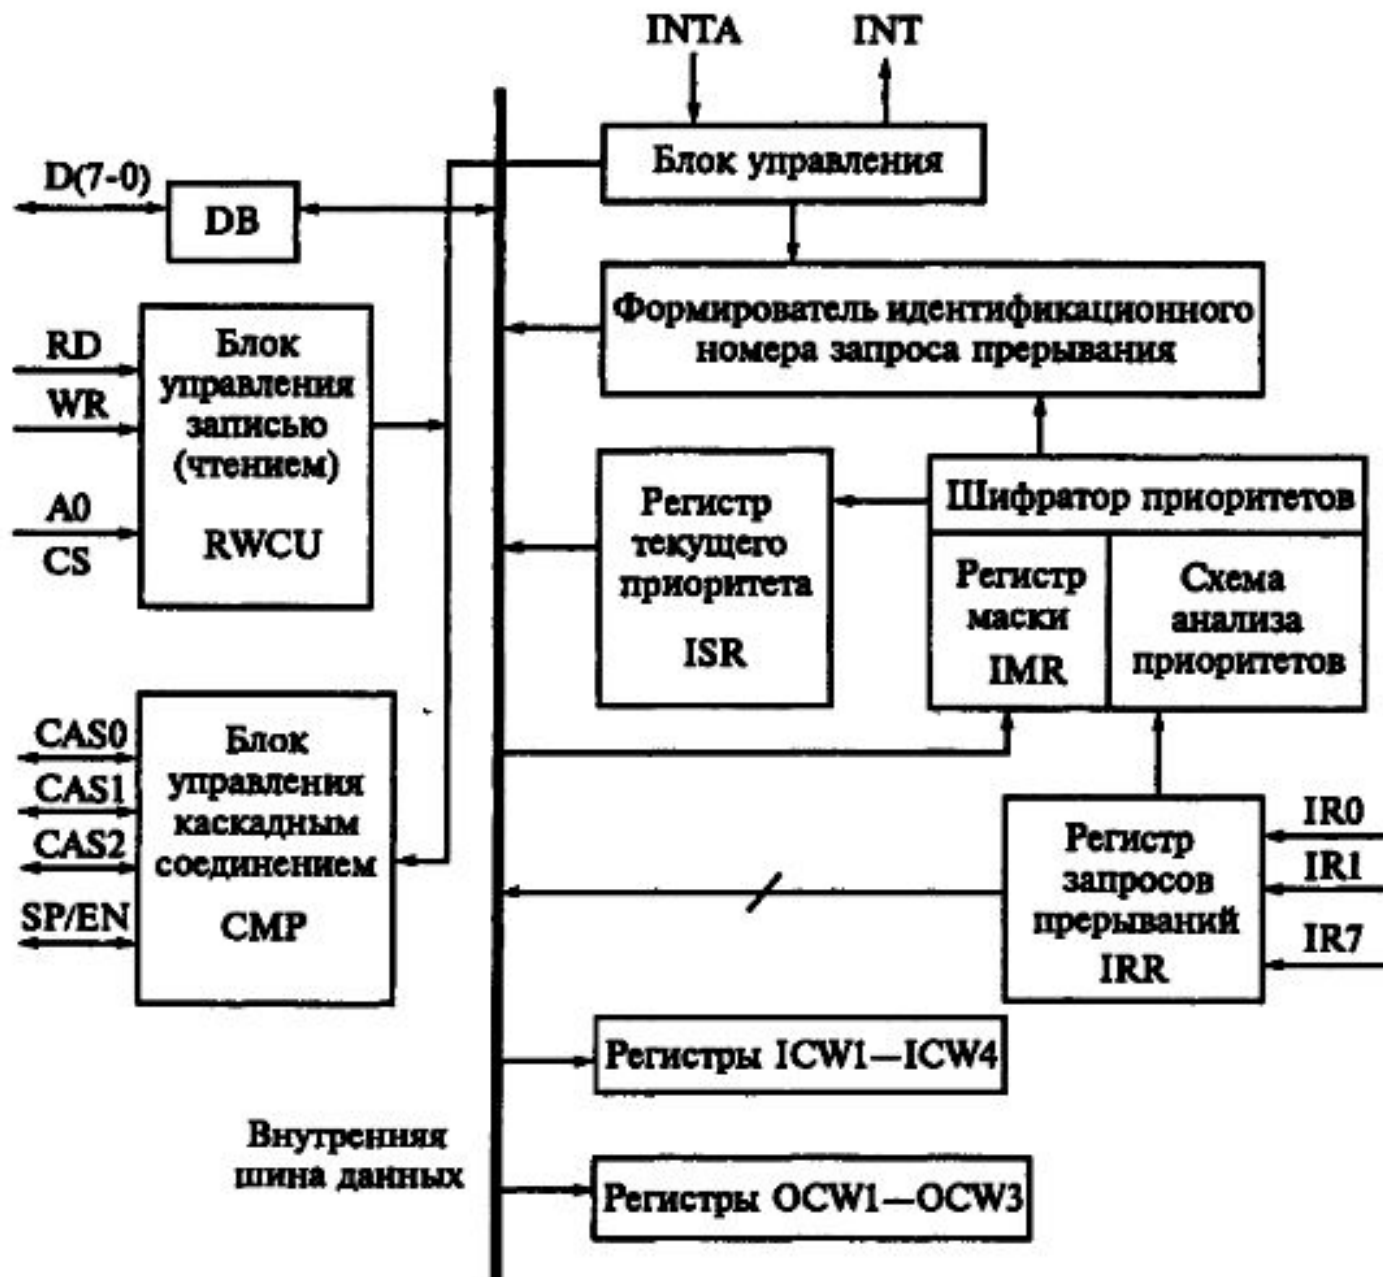 INTA
INT
Блок управления
D(7-0)
DB
Формирователь идентификационного
номера запроса прерывания
RD
WR
A0
CS
Блок
управления
записью
(чтением)
RWCU
Регистр
текущего
приоритета
ISR
Шифратор приоритетов
Регистр
маски
IMR
Схема
анализа
приоритетов
CAS0
CAS1
CAS2
SP/EN
Блок
управления
каскадным
соединением
CMP
Регистр
запросов
прерываний
IRR
IR0
IR1
IR7
Регистры ICW1—ICW4
Внутренняя
шина данных
Регистры OCW1—OCW3